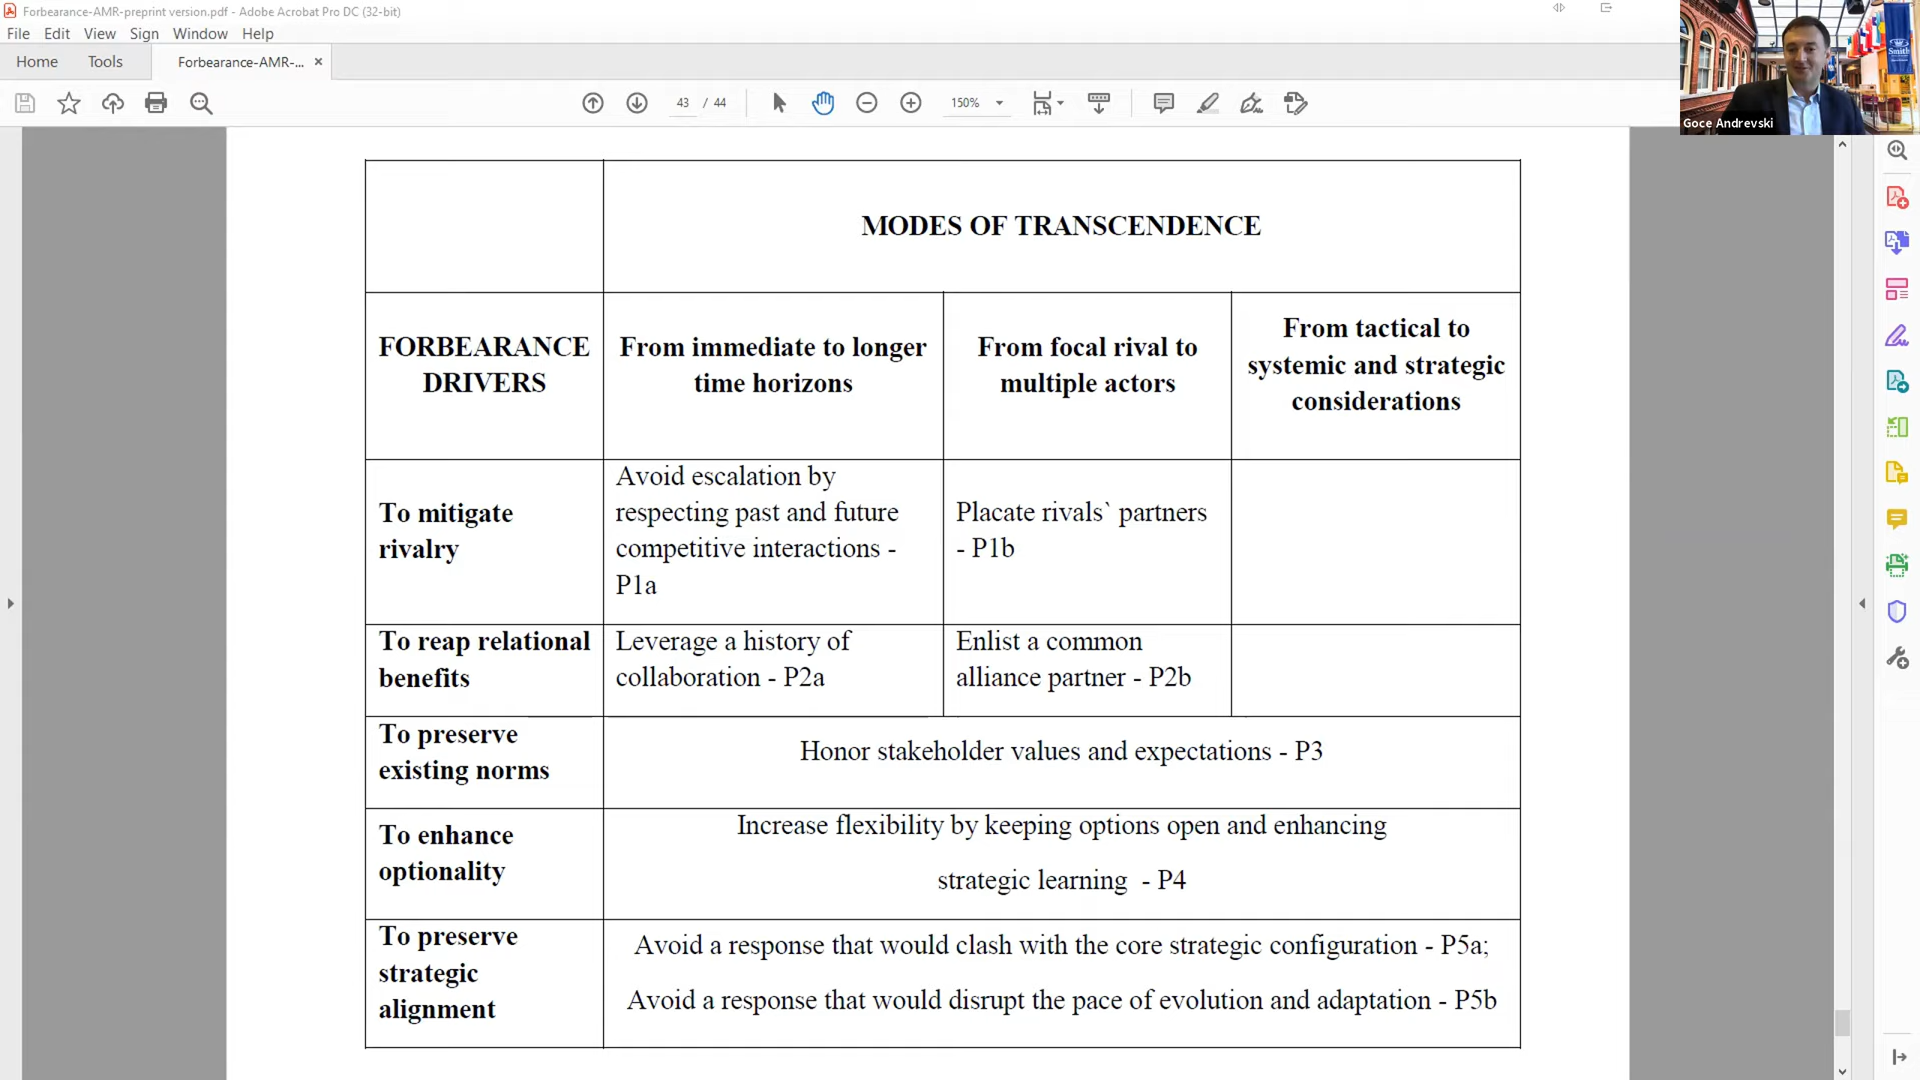 Forbearance-AMR-preprint version.pdf - Adobe Acrobat Pro DC (32-bit)
File Edit View Sign Window Help
Home Tools Forbearance-AMR-... ×
43 / 44 150%
Smith
Goce Andrevski
MODES OF TRANSCENDENCE
FORBEARANCE
DRIVERS
From immediate to longer
time horizons
From focal rival to
multiple actors
From tactical to
systemic and strategic
considerations
To mitigate
rivalry
Avoid escalation by
respecting past and future
competitive interactions -
P1a
Placate rivals` partners
- P1b
To reap relational
benefits
Leverage a history of
collaboration - P2a
Enlist a common
alliance partner - P2b
To preserve
existing norms
Honor stakeholder values and expectations - P3
To enhance
optionality
Increase flexibility by keeping options open and enhancing
strategic learning - P4
To preserve
strategic
alignment
Avoid a response that would clash with the core strategic configuration - P5a;
Avoid a response that would disrupt the pace of evolution and adaptation - P5b